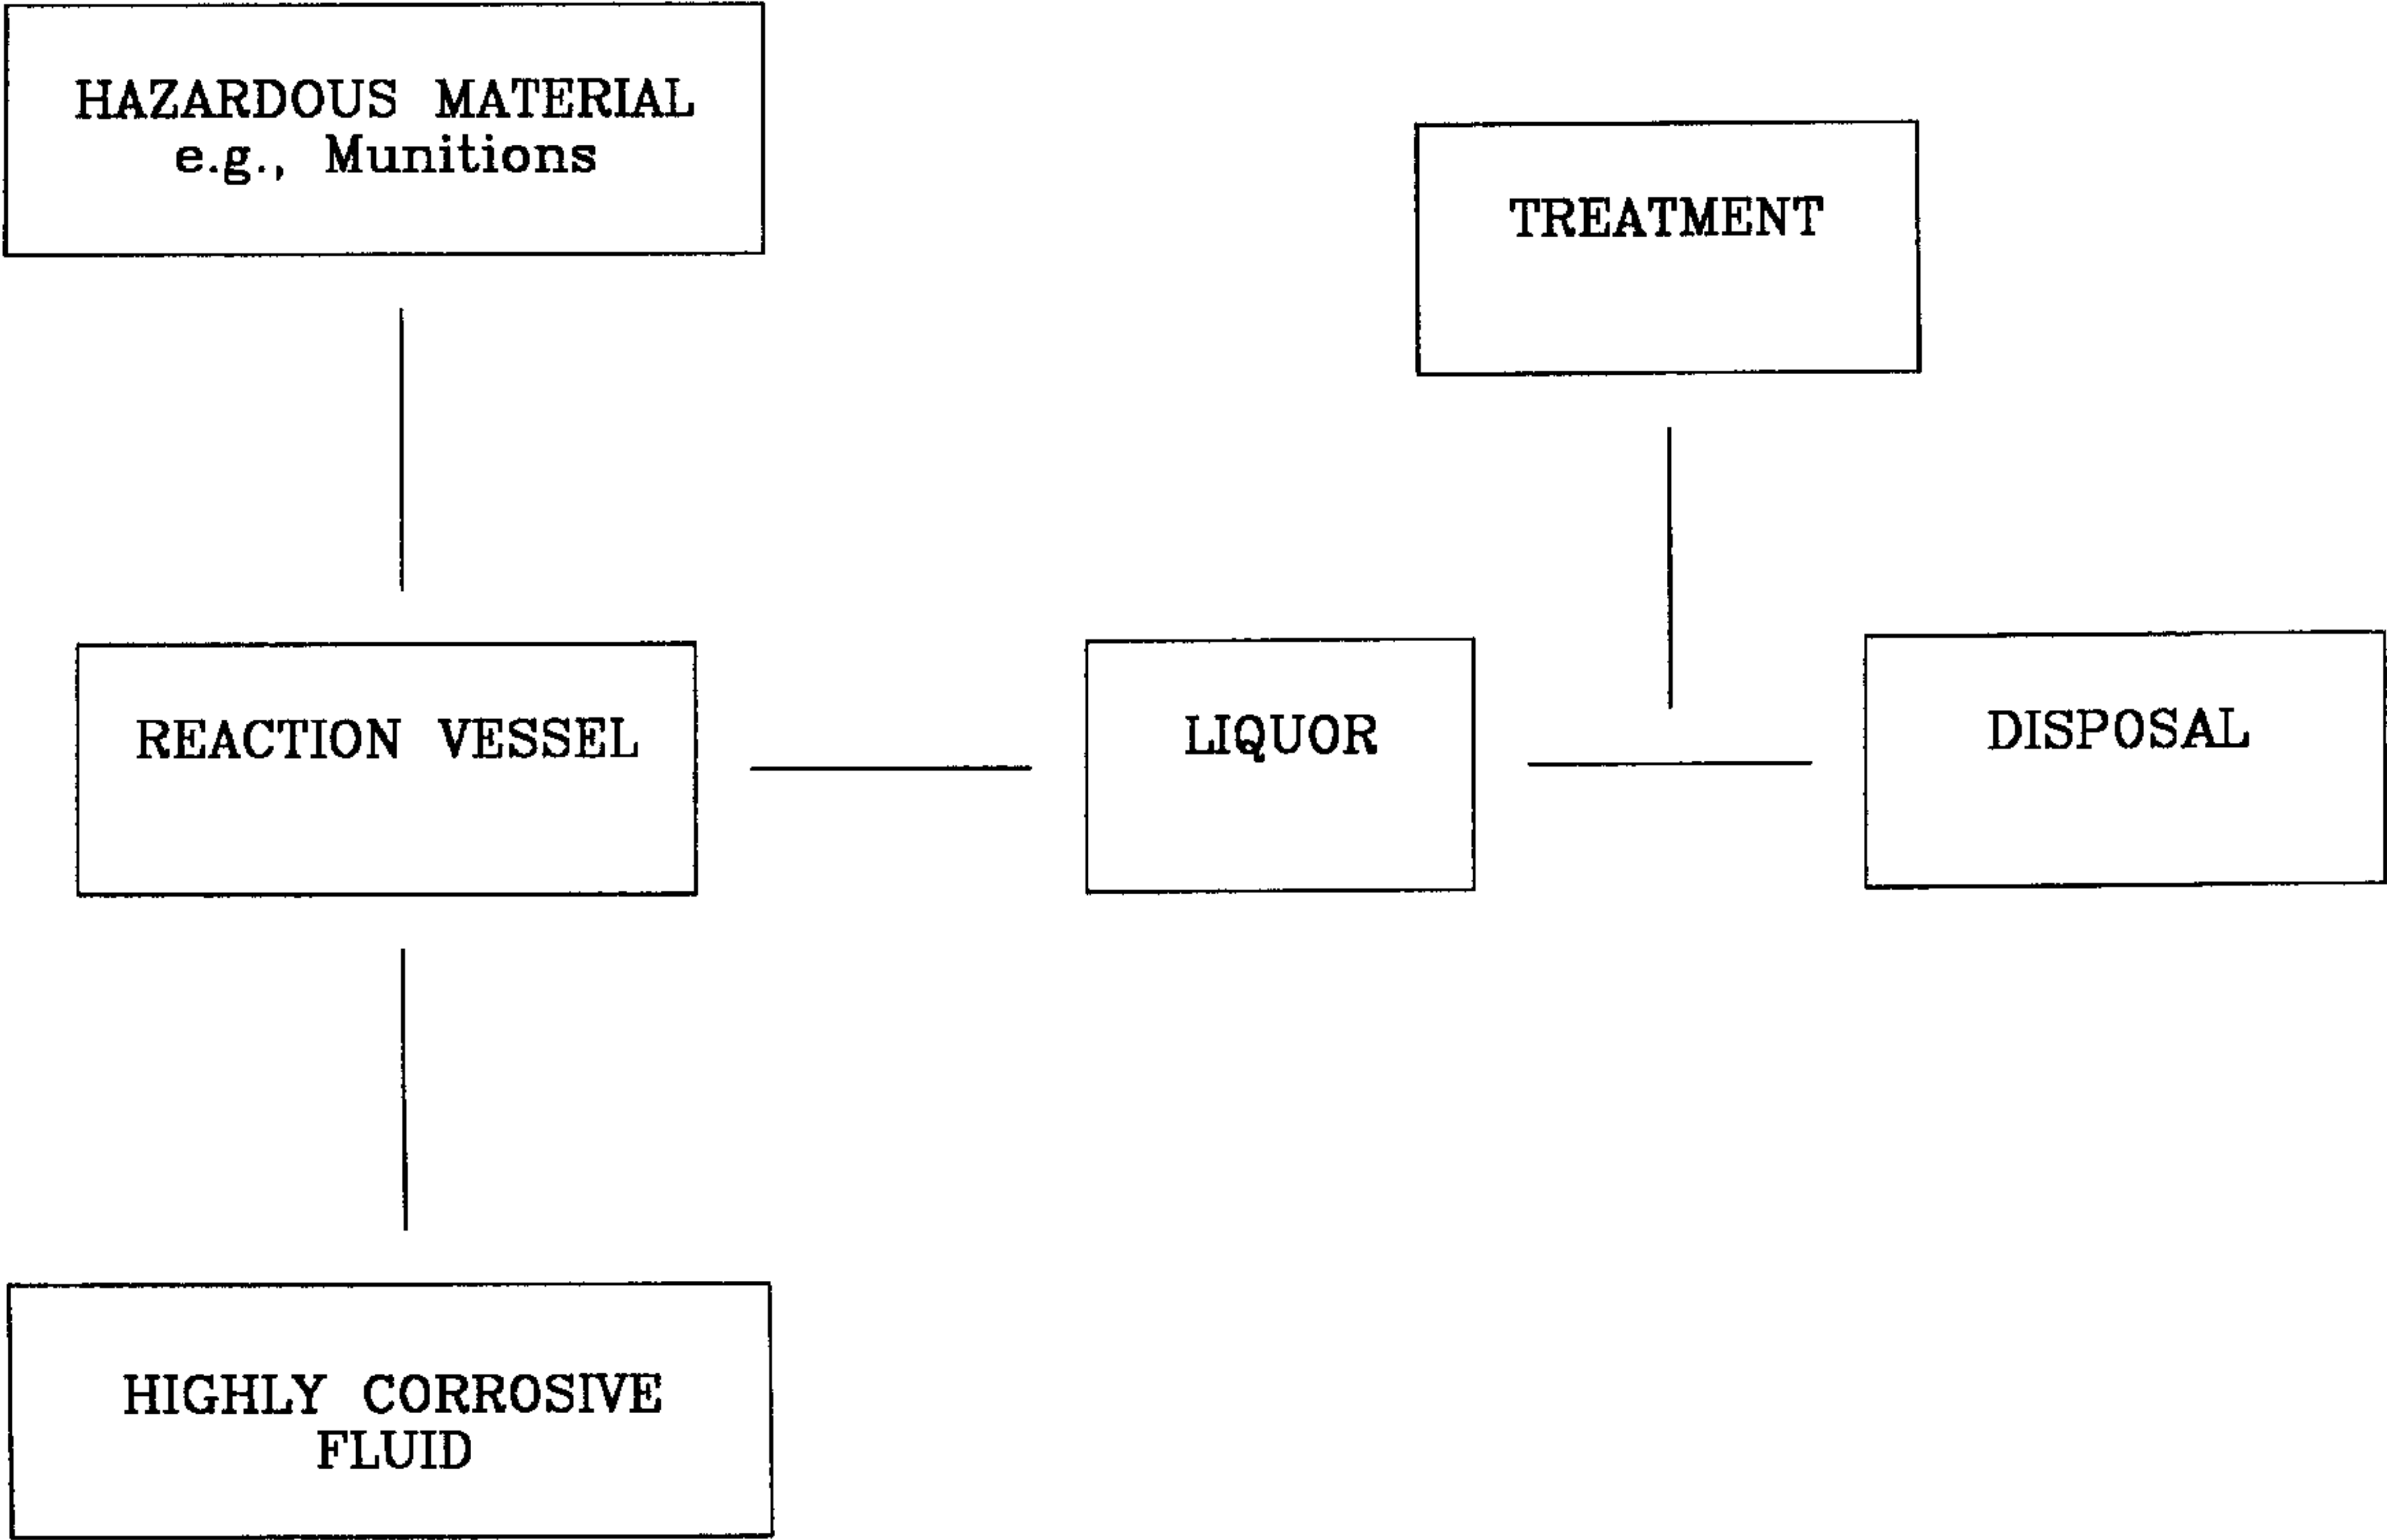 HAZARDOUS MATERIAL
e.g., Munitions
TREATMENT
REACTION VESSEL
LIQUOR
DISPOSAL
HIGHLY CORROSIVE
FLUID